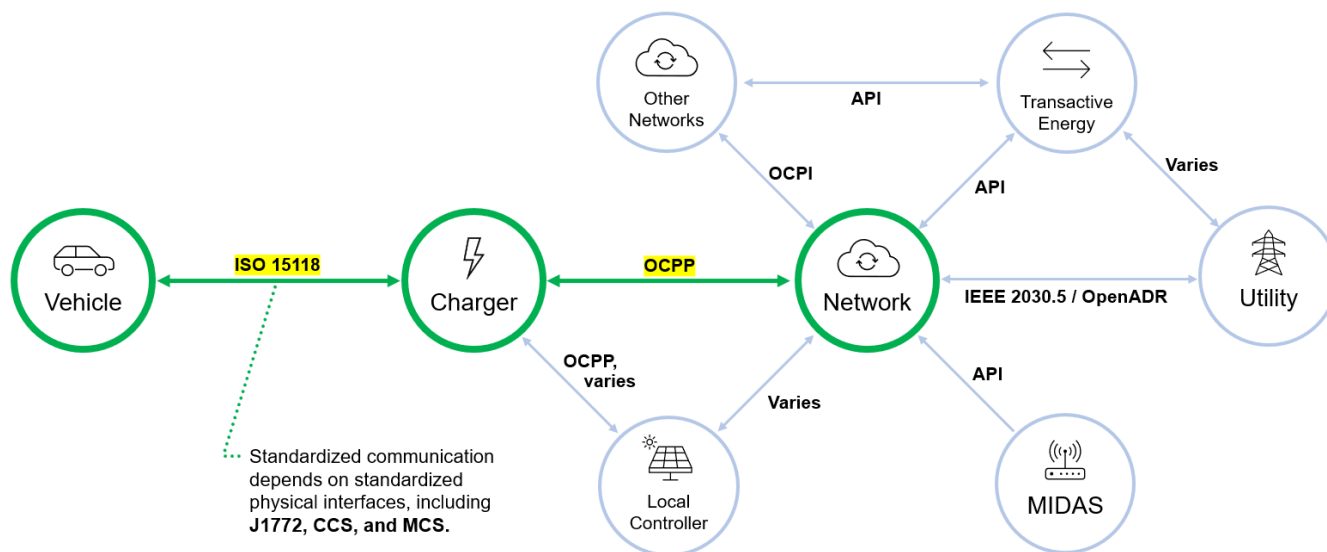 Other
Networks
API
Transactive
Energy
OCPI
API
Varies
Vehicle
ISO 15118
Charger
OCPP
Network
IEEE 2030.5 / OpenADR
Utility
OCPP,
varies
Varies
API
Standardized communication
depends on standardized
physical interfaces, including
J1772, CCS, and MCS.
Local
Controller
MIDAS